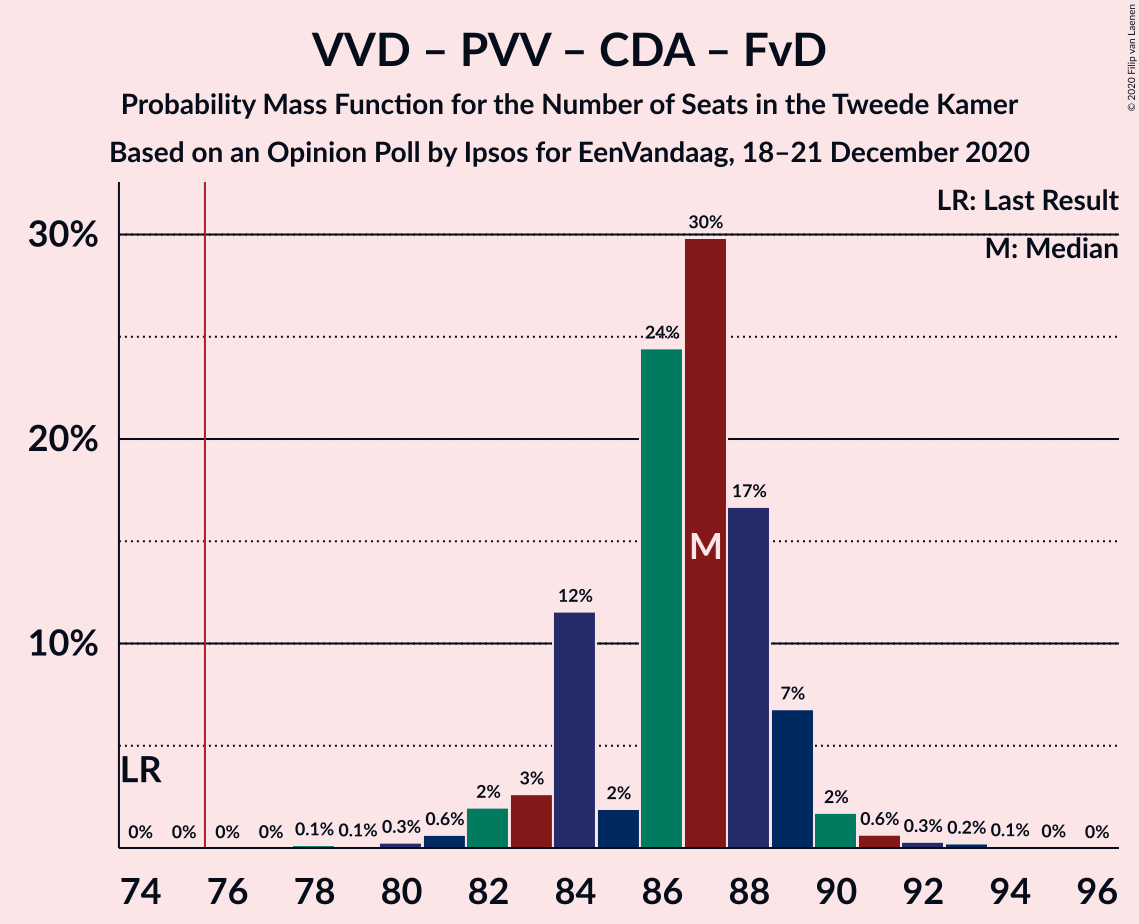 VVD – PVV – CDA – FvD
Probability Mass Function for the Number of Seats in the Tweede Kamer
Based on an Opinion Poll by Ipsos for EenVandaag, 18–21 December 2020
© 2020 Filip van Laenen
LR: Last Result
M: Median
30%
20%
10%
LR
M
0% 0% 0% 0% 0.1% 0.1% 0.3% 0.6% 2% 3% 12% 2% 24% 30% 17% 7% 2% 0.6% 0.3% 0.2% 0.1% 0% 0%
74 76 78 80 82 84 86 88 90 92 94 96